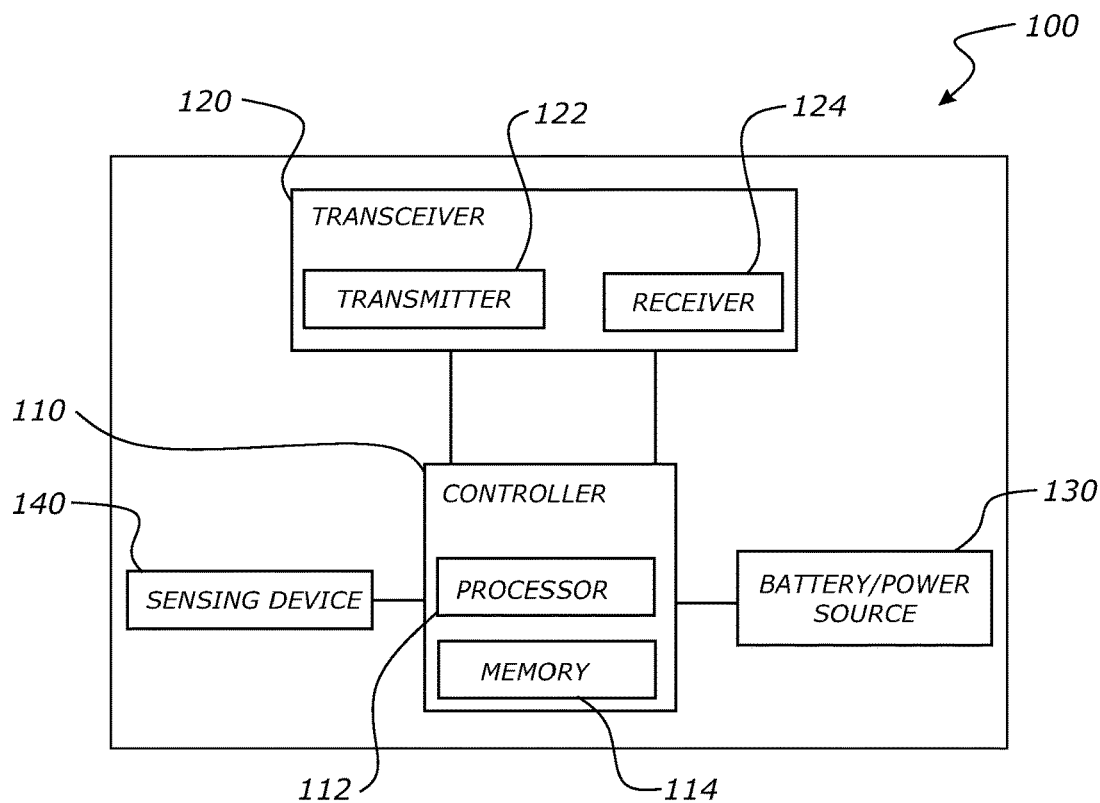 100
120
122
124
TRANSCEIVER
TRANSMITTER
RECEIVER
110
CONTROLLER
140
130
SENSING DEVICE
PROCESSOR
BATTERY/POWER
SOURCE
MEMORY
112
114